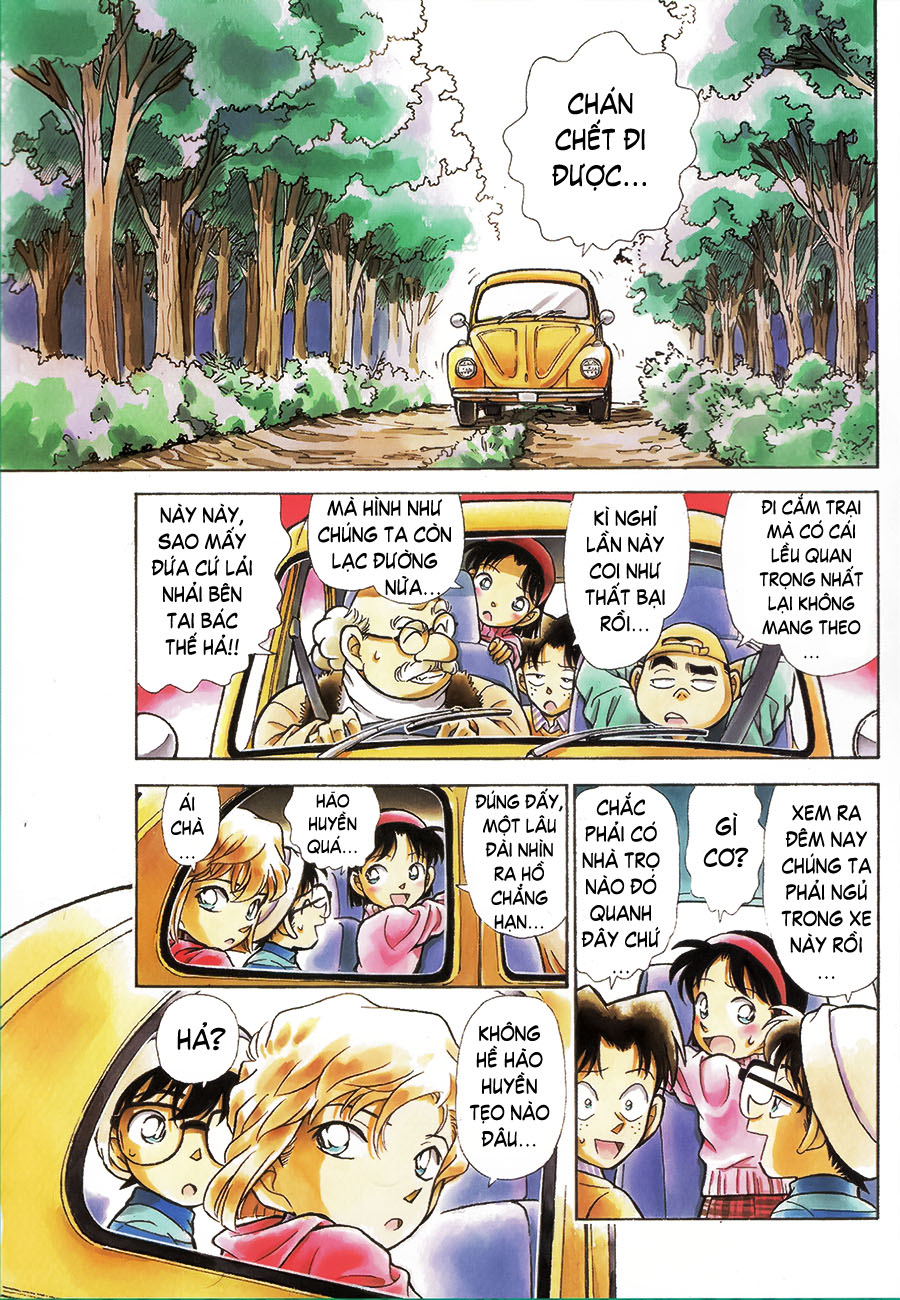 CHÁN
CHẾT ĐI
ĐƯỢC...
ĐI CẮM TRẠI
MÀ CÓ CÁI
LỀU QUAN
TRỌNG NHẤT
LẠI KHÔNG
MANG THEO
...
KÌ NGHỈ
LẦN NÀY
COI NHƯ
THẤT BẠI
RỒI...
MÀ HÌNH NHƯ
CHÚNG TA CÒN
LẠC ĐƯỜNG
NỮA...
NÀY NÀY,
SAO MẤY
ĐỨA CỨ LẢI
NHẢI BÊN
TAI BÁC
THẾ HẢ!!
XEM RA
ĐÊM NAY
CHÚNG TA
PHẢI NGỦ
TRONG XE
NÀY RỒI
...
GÌ
CƠ?
CHẮC
PHẢI CÓ
NHÀ TRỌ
NÀO ĐÓ
QUANH
ĐÂY CHỨ
...
ĐÚNG ĐẤY,
MỘT LÂU
ĐÀI NHÌN
RA HỒ
CHẲNG
HẠN...
HÃO
HUYỀN
QUÁ...
ÁI
CHÀ
...
KHÔNG
HỀ HÀO
HUYỀN
TẸO NÀO
ĐÂU...
HẢ?